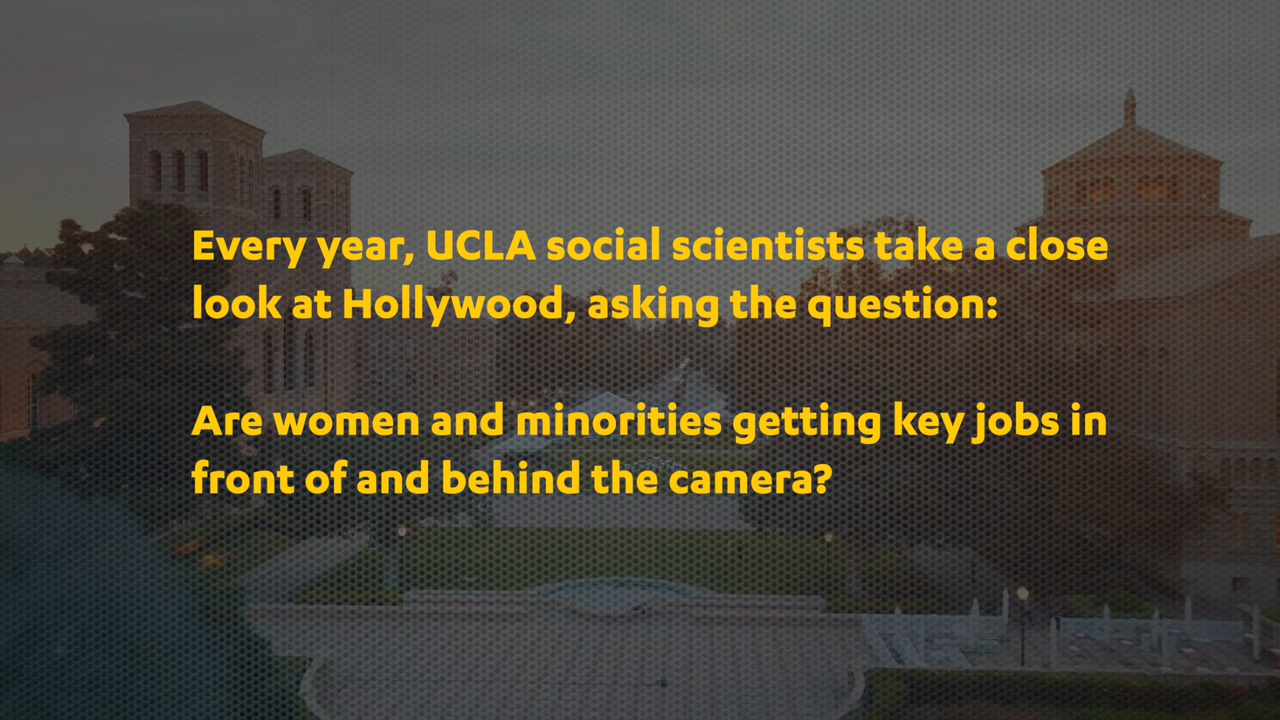 Every year, UCLA social scientists take a close
look at Hollywood, asking the question:
Are women and minorities getting key jobs in
front of and behind the camera?